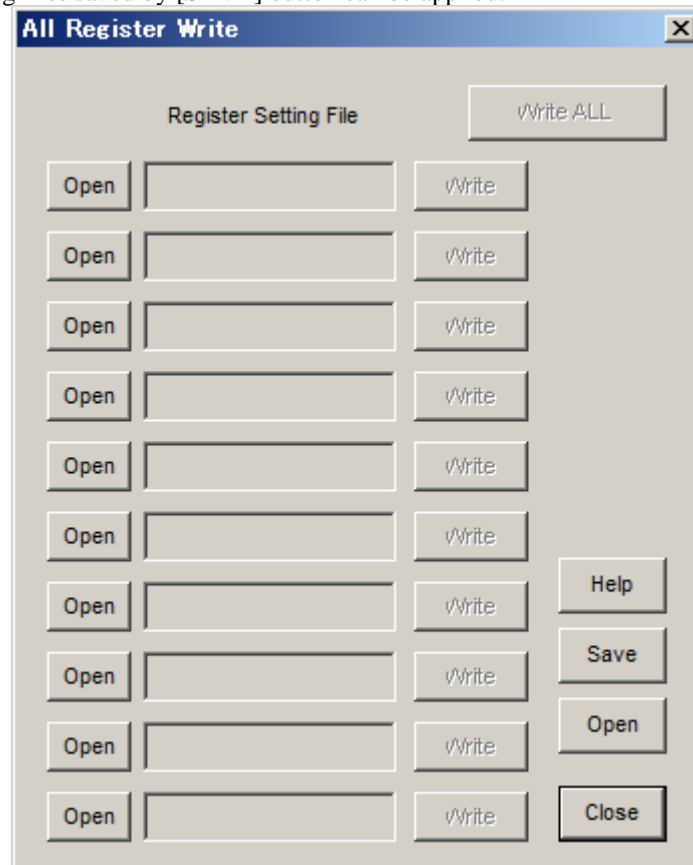 All Register Write
Register Setting File Write ALL
Open Write
Open Write
Open Write
Open Write
Open Write
Open Write
Open Write
Open Write
Open Write
Open Write
Help
Save
Open
Close